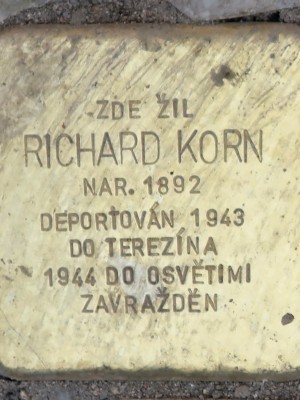 ZDE ŽIL
RICHARD KORN
NAR. 1892
DEPORTOVÁN 1943
DO TEREZÍNA
1944 DO OSVĚTIMI
ZAVRAŽDĚN